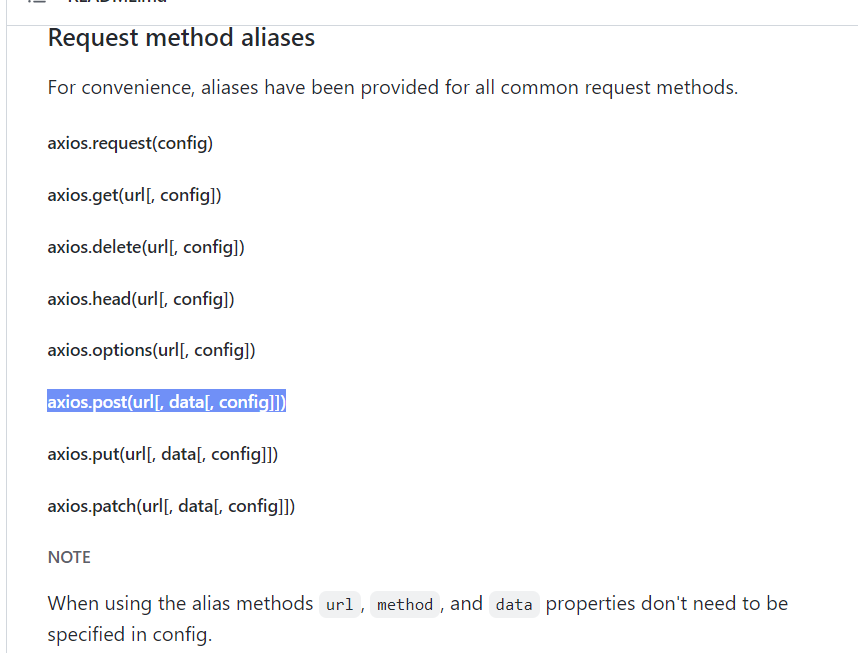 README.md
Request method aliases
For convenience, aliases have been provided for all common request methods.
axios.request(config)
axios.get(url[, config])
axios.delete(url[, config])
axios.head(url[, config])
axios.options(url[, config])
axios.post(url[, data[, config]])
axios.put(url[, data[, config]])
axios.patch(url[, data[, config]])
NOTE
When using the alias methods url, method, and data properties don't need to be
specified in config.